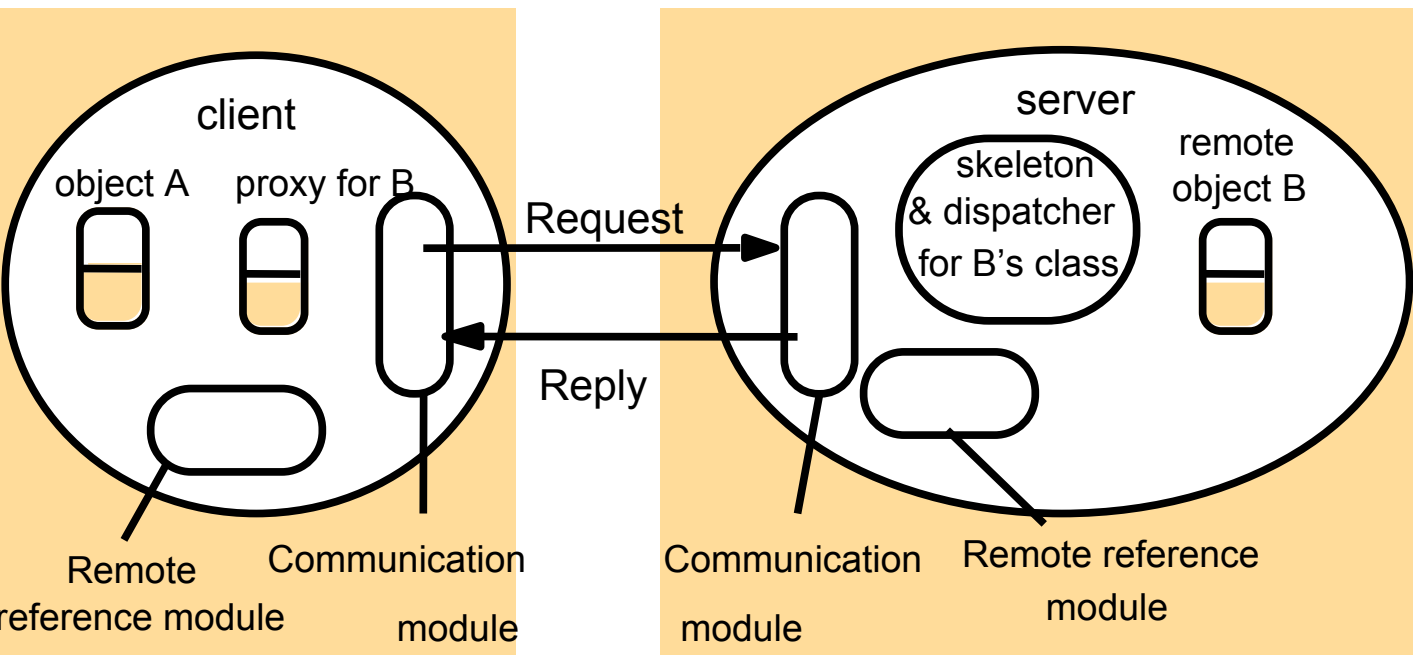 client
object A
proxy for B
Request
Reply
Remote
reference module
Communication
module
server
skeleton
& dispatcher
for B’s class
remote
object B
Communication
module
Remote reference
module